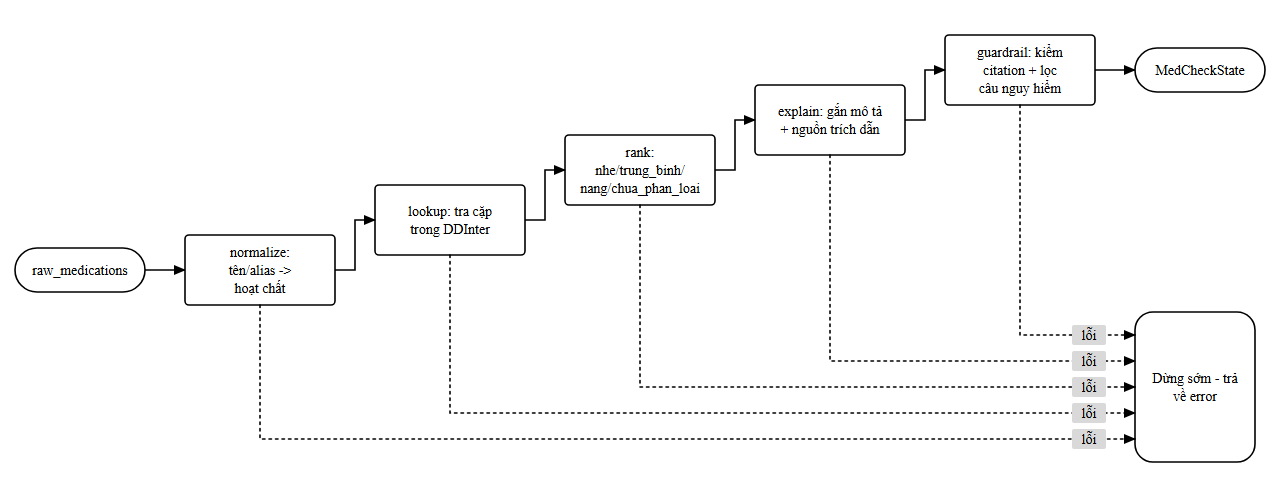 raw_medications
normalize:
tên/alias ->
hoạt chất
lookup: tra cặp
trong DDInter
rank:
nhe/trung_binh/
nang/chua_phan_loai
explain: gắn mô tả
+ nguồn trích dẫn
guardrail: kiểm
citation + lọc
câu nguy hiểm
MedCheckState
lỗi
lỗi
lỗi
lỗi
lỗi
Dừng sớm - trả
về error